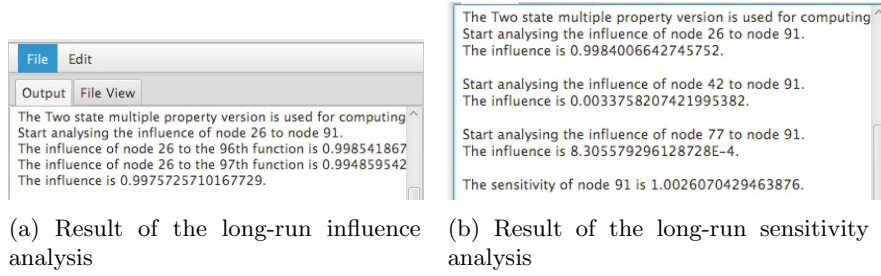 File Edit
Output File View
The Two state multiple property version is used for computing
Start analysing the influence of node 26 to node 91.
The influence of node 26 to the 96th function is 0.998541867
The influence of node 26 to the 97th function is 0.994859542
The influence is 0.9975725710167729.
(a) Result of the long-run influence
analysis
The Two state multiple property version is used for computing
Start analysing the influence of node 26 to node 91.
The influence is 0.9984006642745752.
Start analysing the influence of node 42 to node 91.
The influence is 0.0033758207421995382.
Start analysing the influence of node 77 to node 91.
The influence is 8.305579296128728E-4.
The sensitivity of node 91 is 1.0026070429463876.
(b) Result of the long-run sensitivity
analysis